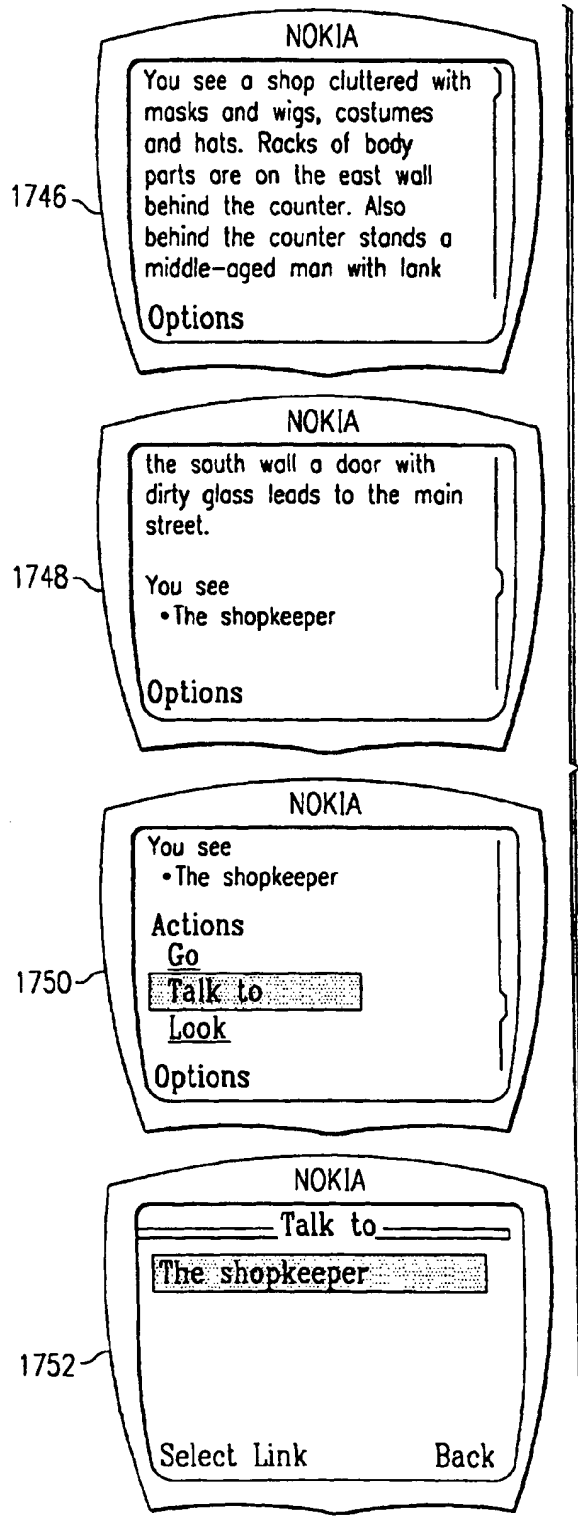 NOKIA
You see a shop cluttered with
masks and wigs, costumes
and hats. Racks of body
parts are on the east wall
behind the counter. Also
behind the counter stands a
middle-aged man with lank
Options
1746
NOKIA
the south wall a door with
dirty glass leads to the main
street.
You see
•The shopkeeper
Options
1748
NOKIA
You see
•The shopkeeper
Actions
Go
Talk to
Look
Options
1750
NOKIA
Talk to
The shopkeeper
Select Link Back
1752